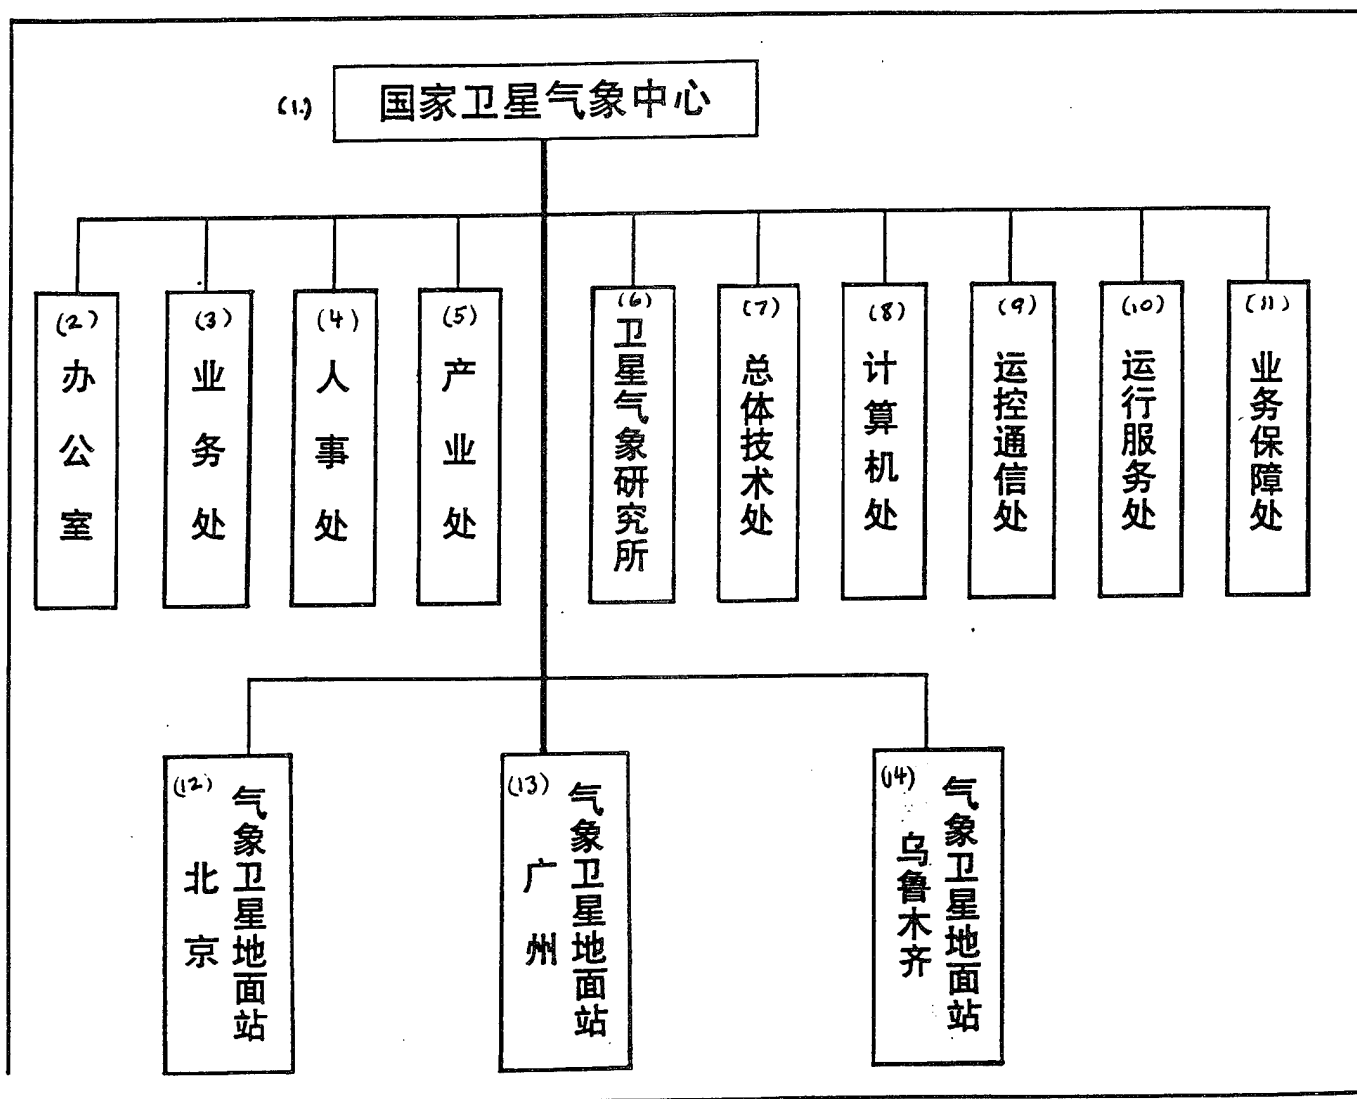 (1.) 国家卫星气象中心
(2) 办公室
(3) 业务处
(4) 人事处
(5) 产业处
(6) 卫星气象研究所
(7) 总体技术处
(8) 计算机处
(9) 运控通信处
(10) 运行服务处
(11) 业务保障处
(12) 北京
气象卫星地面站
(13) 广州
气象卫星地面站
(14) 乌鲁木齐
气象卫星地面站